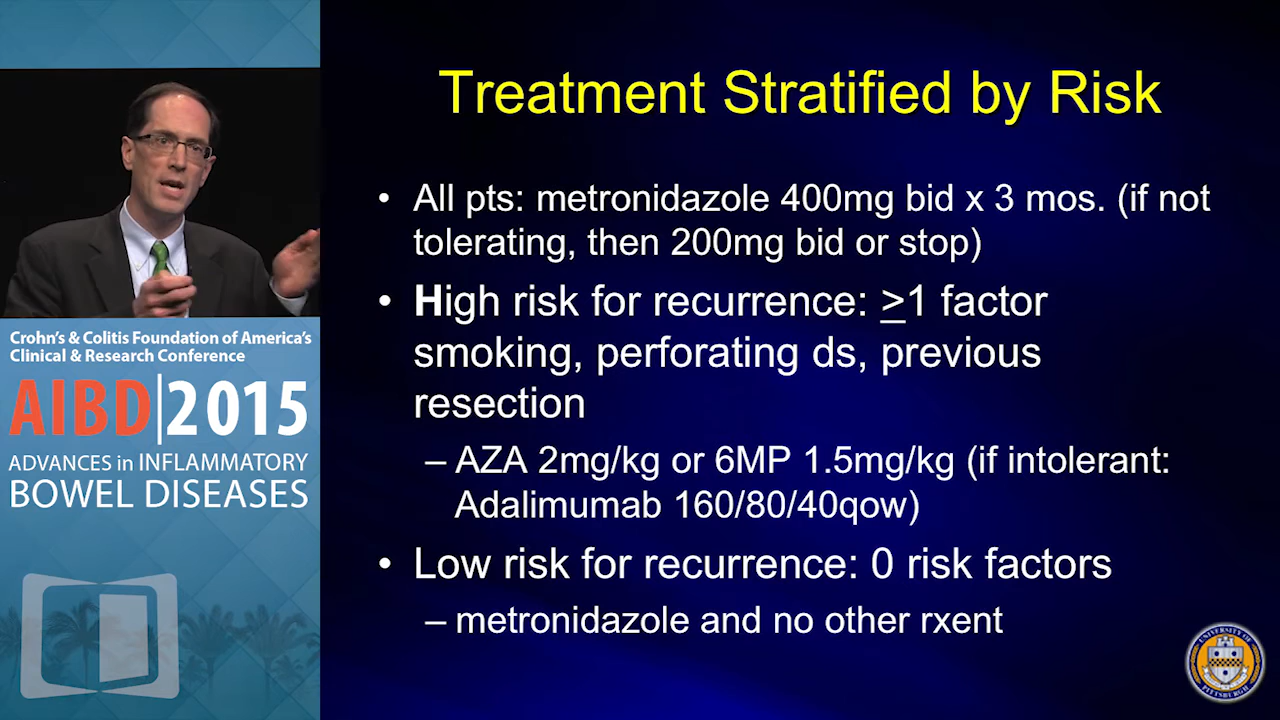 Treatment Stratified by Risk
• All pts: metronidazole 400mg bid x 3 mos. (if not
tolerating, then 200mg bid or stop)
• High risk for recurrence: >1 factor
smoking, perforating ds, previous
resection
– AZA 2mg/kg or 6MP 1.5mg/kg (if intolerant:
Adalimumab 160/80/40qow)
• Low risk for recurrence: 0 risk factors
– metronidazole and no other rxent
Crohn's & Colitis Foundation of America's
Clinical & Research Conference
AIBD|2015
ADVANCES in INFLAMMATORY
BOWEL DISEASES
UNIVERSITY OF
PITTSBURGH